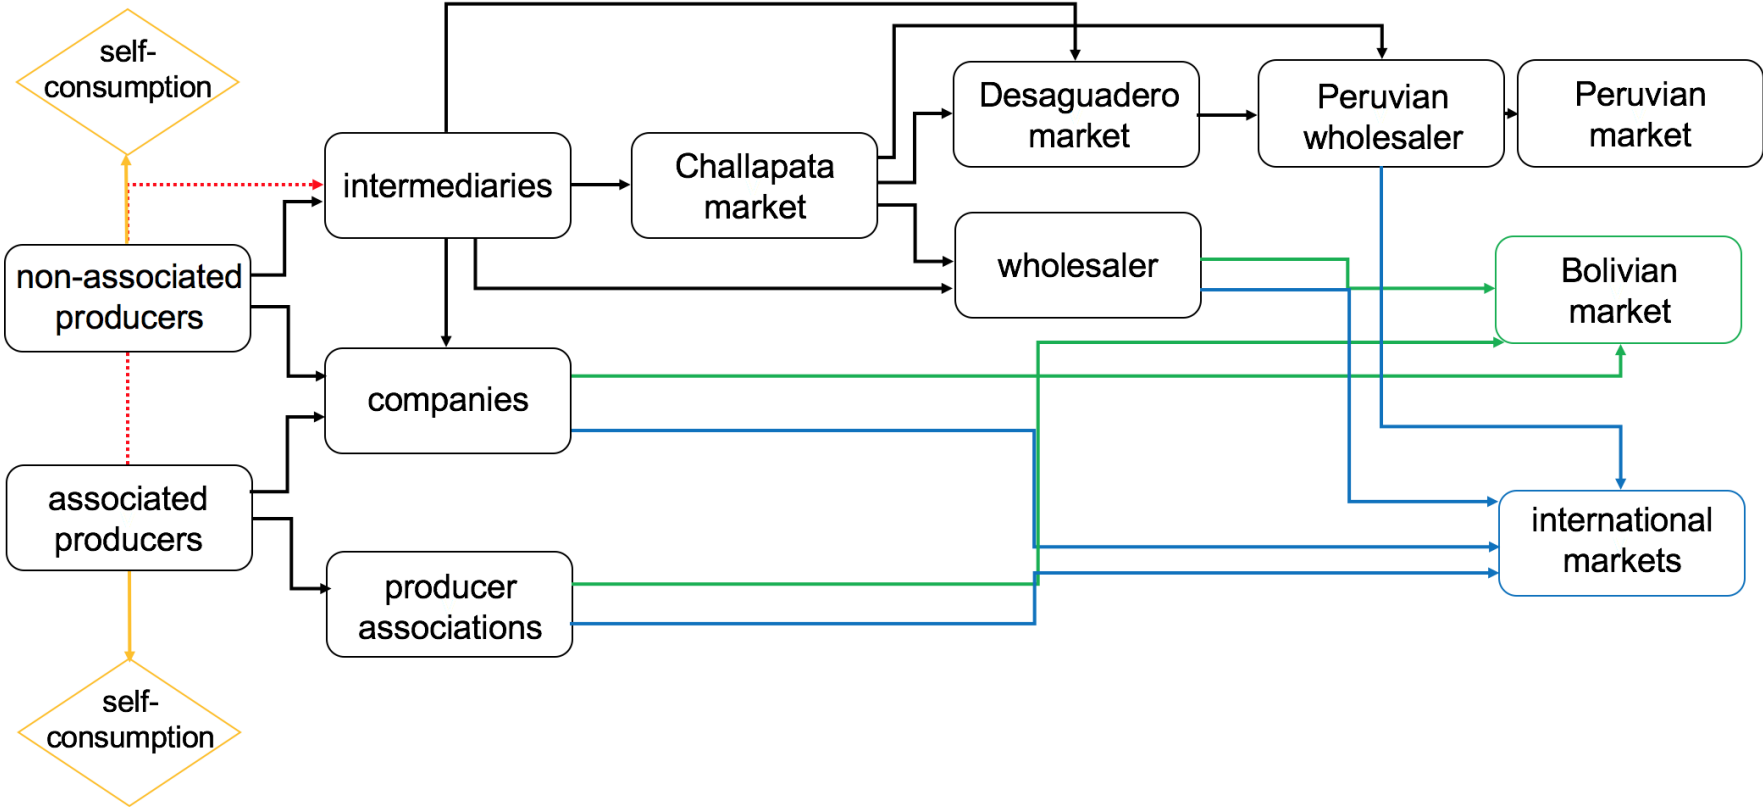 self-
consumption
non-associated
producers
associated
producers
self-
consumption
intermediaries
companies
producer
associations
Challapata
market
Desaguadero
market
wholesaler
Peruvian
wholesaler
Peruvian
market
Bolivian
market
international
markets